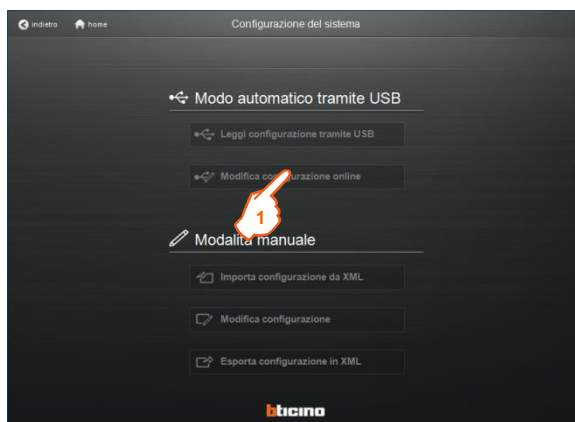 indietro home Configurazione del sistema
Modo automatico tramite USB
Leggi configurazione tramite USB
Modifica configurazione online
1
Modalità manuale
Importa configurazione da XML
Modifica configurazione
Esporta configurazione in XML
bticino